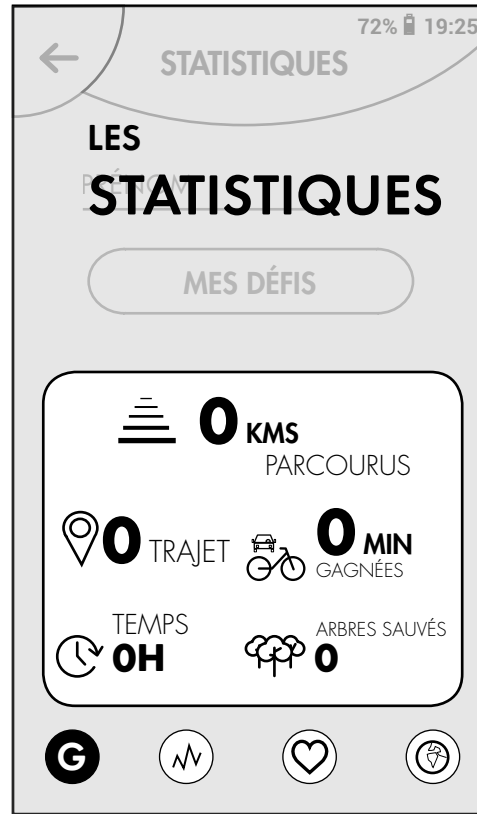 72% 19:25
STATISTIQUES
LES
PRÉNOM
STATISTIQUES
MES DÉFIS
0 KMS
PARCOURUS
0 TRAJET
0 MIN
GAGNÉES
TEMPS
0H
ARBRES SAUVÉS
0
G